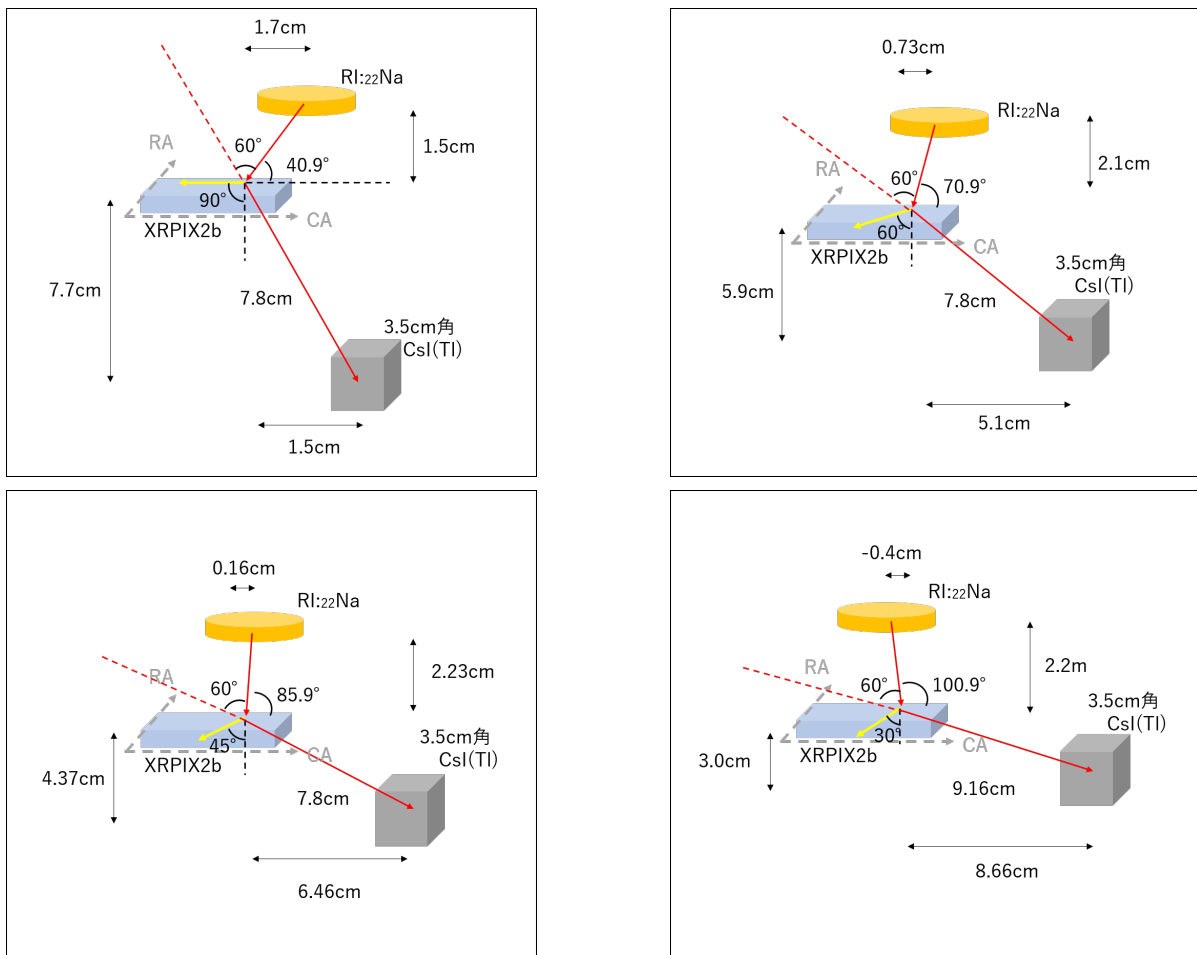 1.7cm
RI:22Na
60°
RA
40.9°
1.5cm
90°
CA
XRPIX2b
7.7cm
7.8cm
3.5cm角
CsI(Tl)
1.5cm
0.73cm
RI:22Na
2.1cm
RA
60°
70.9°
60°
CA
XRPIX2b
3.5cm角
CsI(Tl)
5.9cm
7.8cm
5.1cm
0.16cm
RI:22Na
2.23cm
RA
60°
85.9°
45°
3.5cm角
CsI(Tl)
CA
XRPIX2b
4.37cm
7.8cm
6.46cm
-0.4cm
RI:22Na
RA
2.2m
60°
100.9°
3.5cm角
CsI(Tl)
30°
CA
XRPIX2b
3.0cm
9.16cm
8.66cm